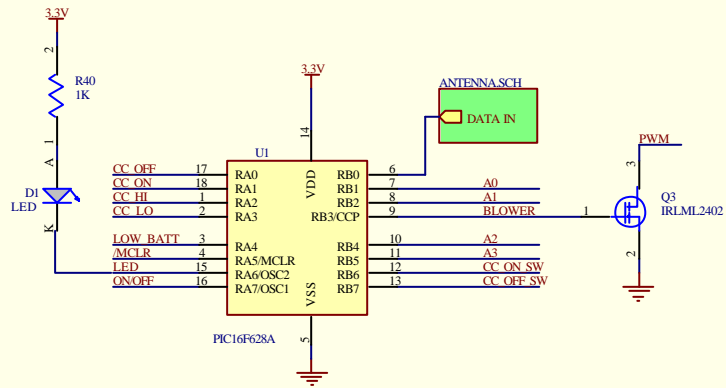 3.3V
2
R40
1K
1
A
D1
LED
K
3.3V
14
U1
VDD
CC_OFF 17 RA0
CC_ON 18 RA1
CC_HI 1 RA2
CC_LO 2 RA3
LOW_BATT 3 RA4
/MCLR 4 RA5/MCLR
LED 15 RA6/OSC2
ON/OFF 16 RA7/OSC1
RB0 6
RB1 7 A0
RB2 8 A1
RB3/CCP 9 BLOWER
RB4 10 A2
RB5 11 A3
RB6 12 CC_ON_SW
RB7 13 CC_OFF_SW
VSS
5
PIC16F628A
ANTENNA.SCH
DATA IN
PWM
3
1
Q3
IRLML2402
2